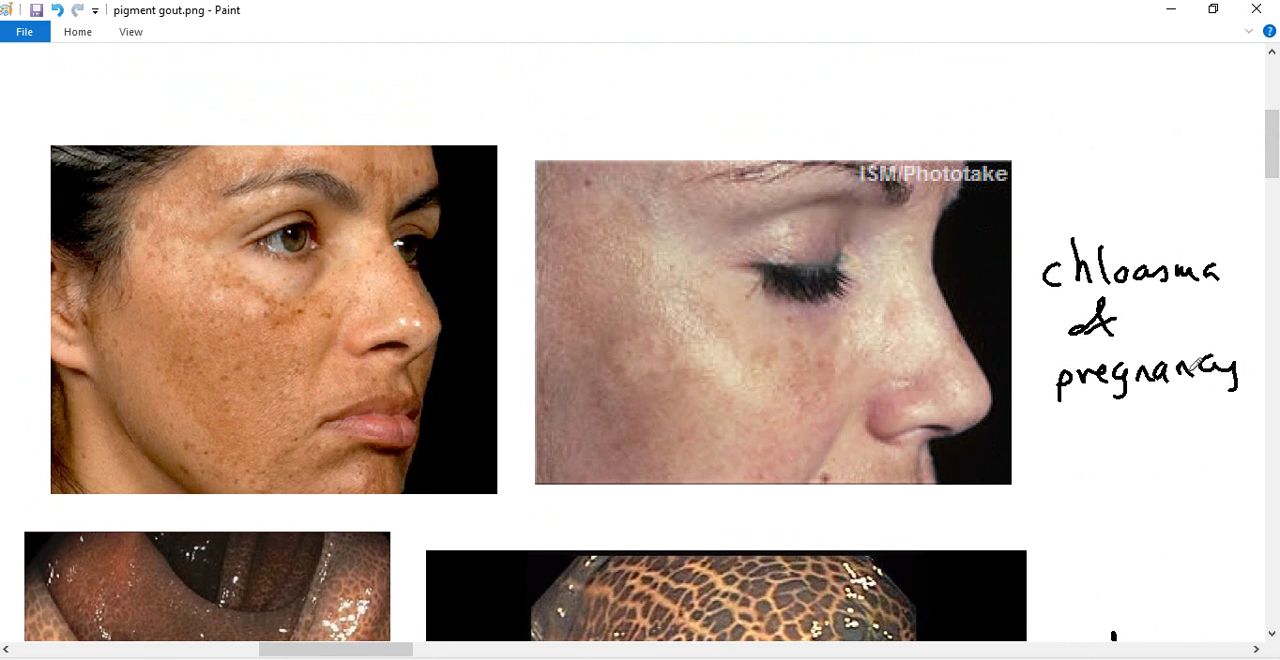 pigment gout.png - Paint
File Home View
ISM/Phototake
chloasma
of
pregnancy